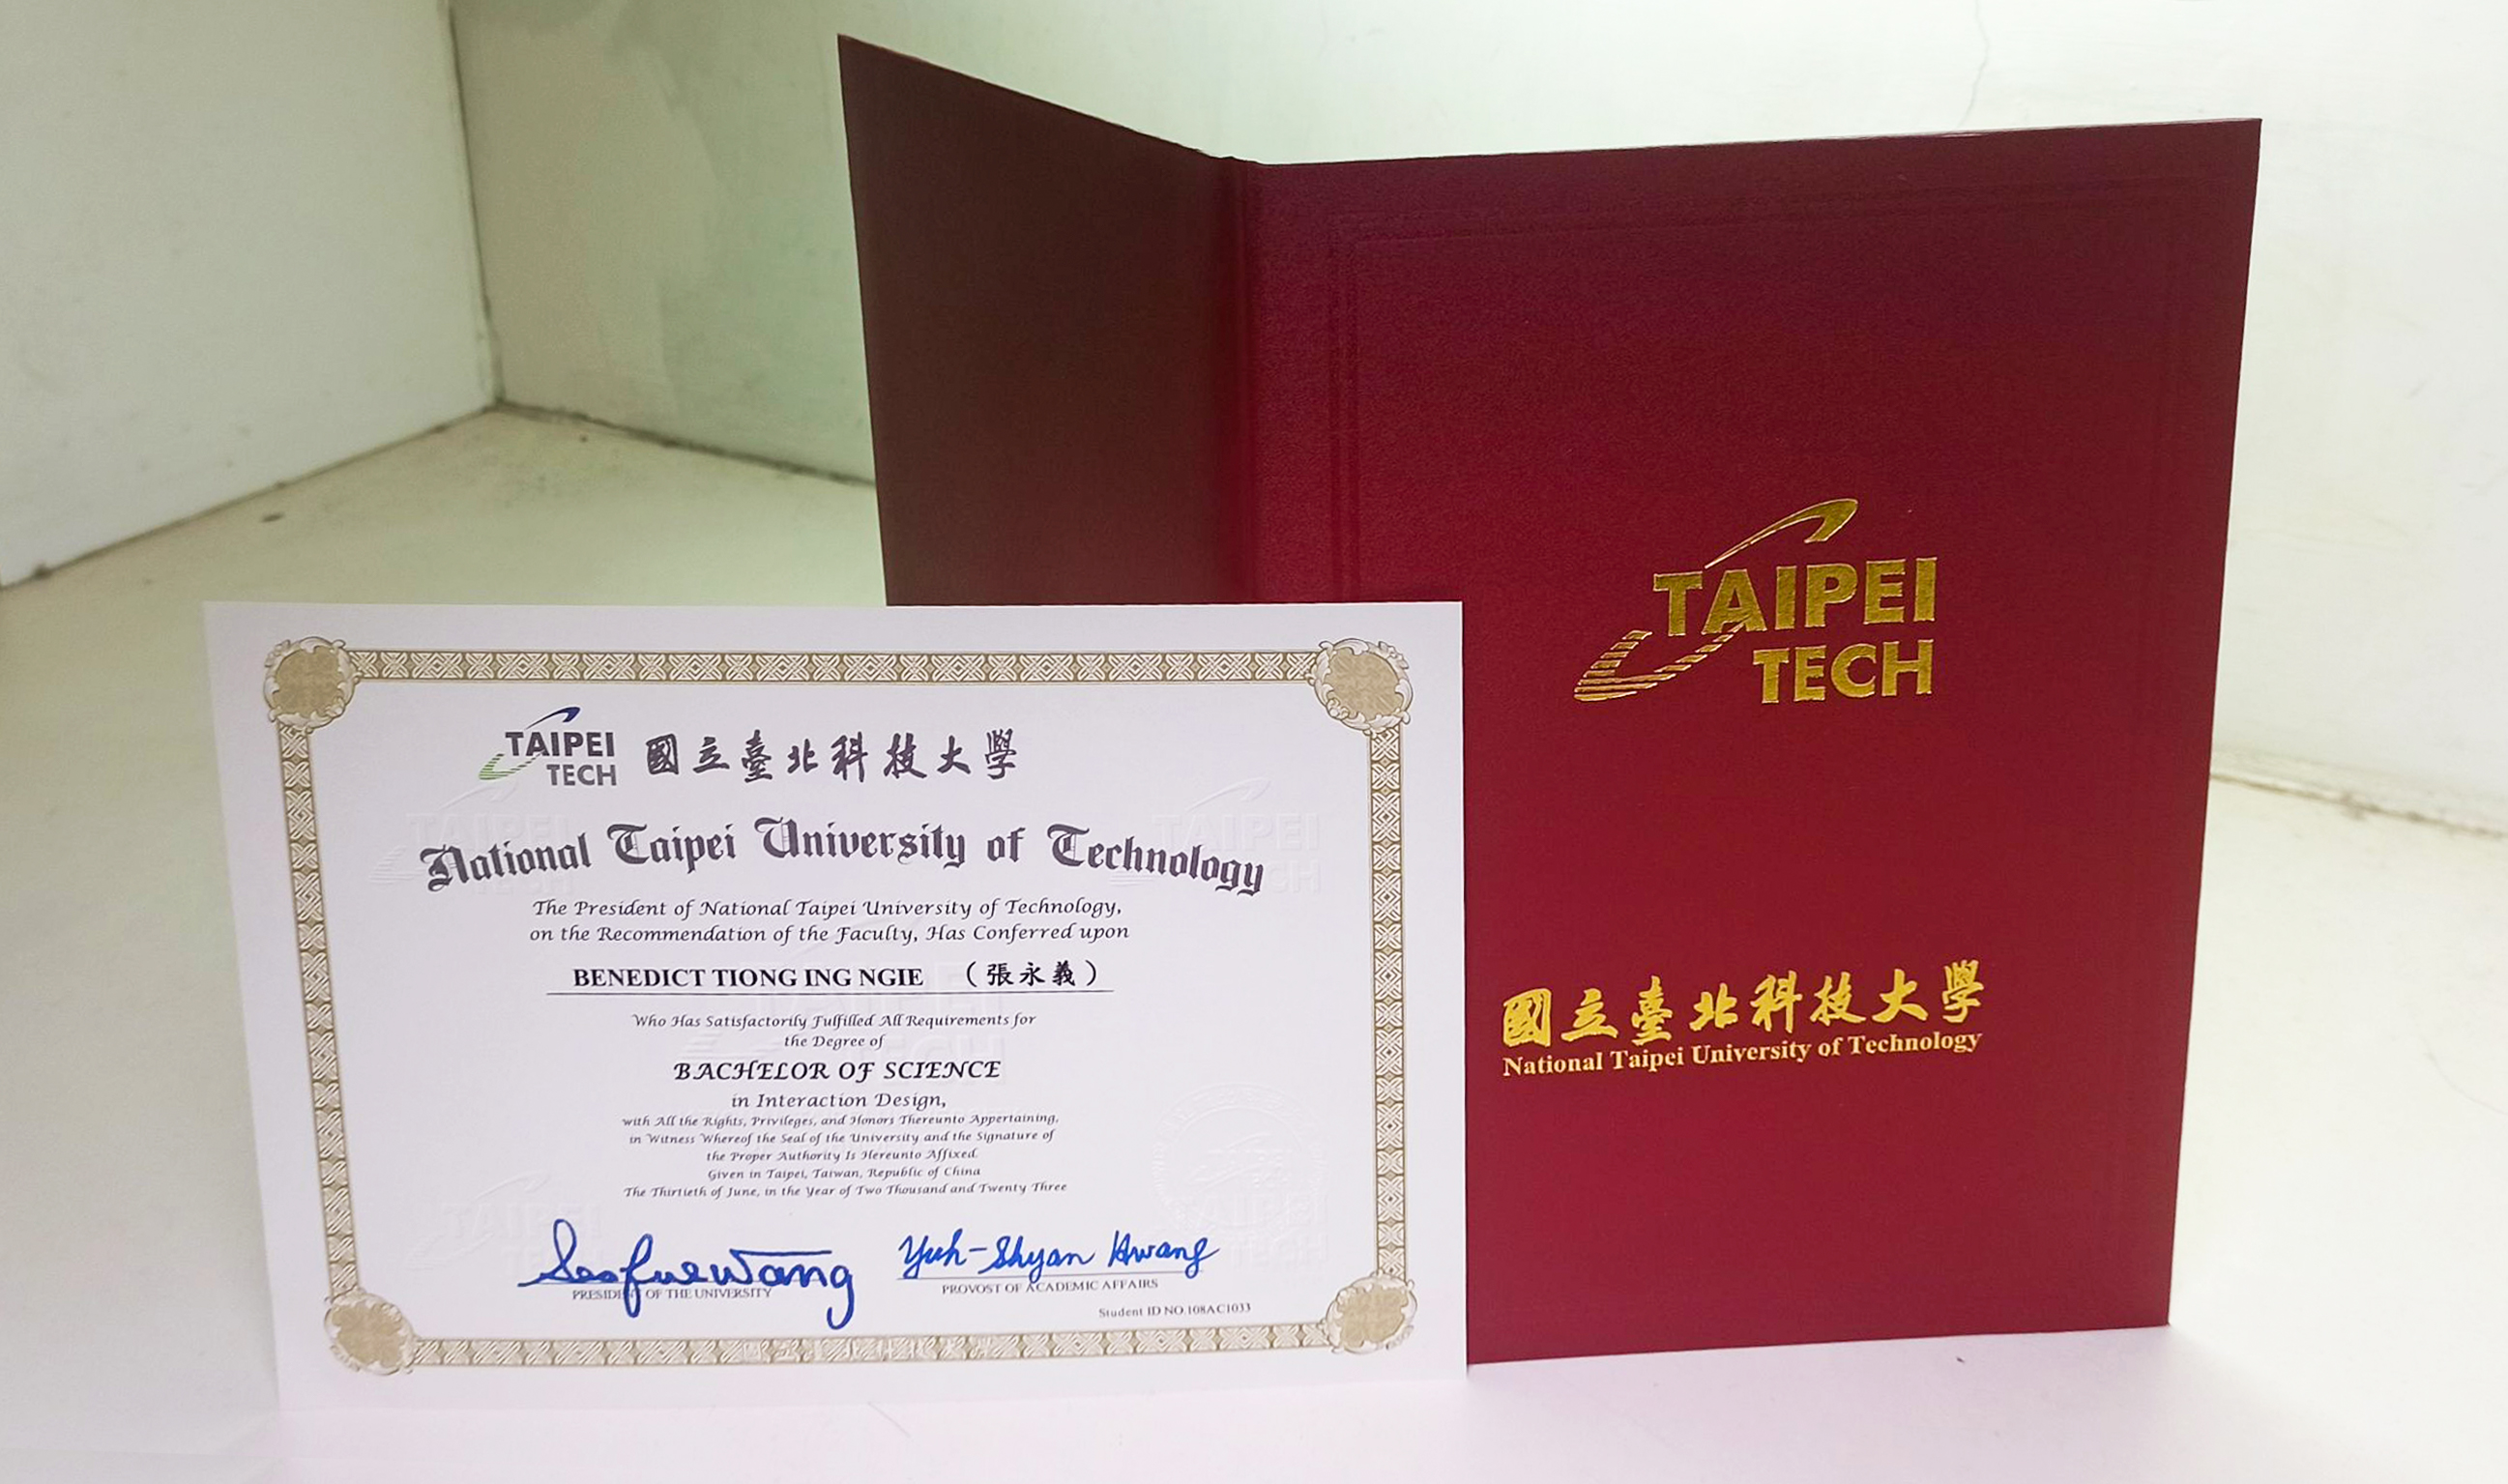 TAIPEI
TECH
國立臺北科技大學
National Taipei University of Technology
The President of National Taipei University of Technology,
on the Recommendation of the Faculty, Has Conferred upon
BENEDICT TIONG ING NGIE （張永義）
Who Has Satisfactorily Fulfilled All Requirements for
the Degree of
BACHELOR OF SCIENCE
in Interaction Design,
with All the Rights, Privileges, and Honors Thereunto Appertaining,
in Witness Whereof the Seal of the University and the Signature of
the Proper Authority Is Hereunto Affixed.
Given in Taipei, Taiwan, Republic of China
The Thirtieth of June, in the Year of Two Thousand and Twenty Three
Sea Fue Wang
PRESIDENT OF THE UNIVERSITY
Yuh-Shyan Hwang
PROVOST OF ACADEMIC AFFAIRS
Student ID NO.108AC1033
TAIPEI
TECH
國立臺北科技大學
National Taipei University of Technology